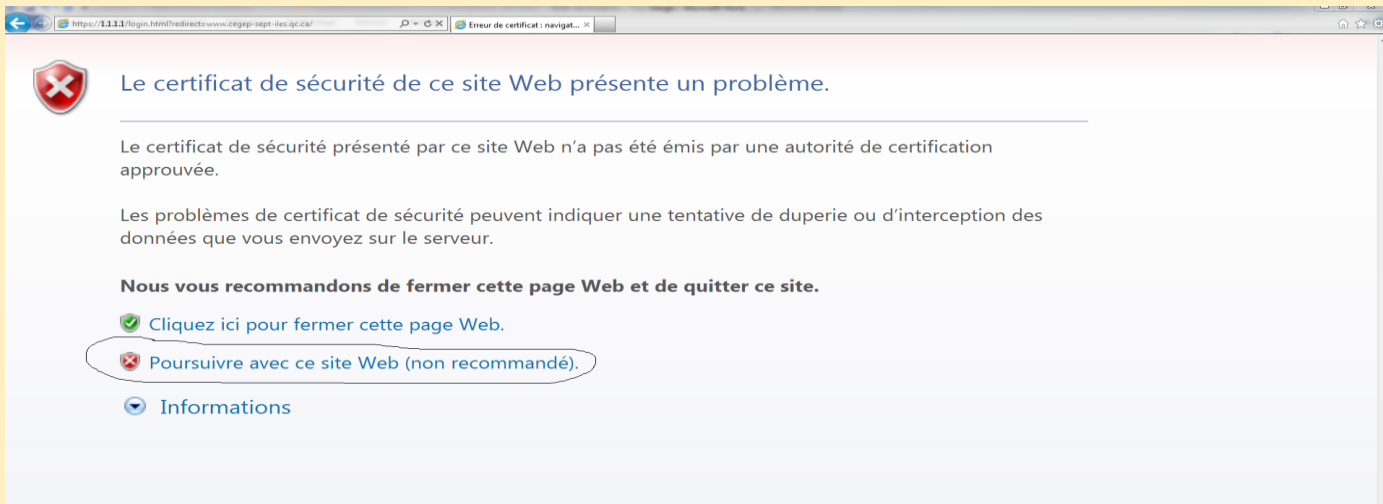 https://1.1.1.1/login.html?redirect=www.cegep-sept-iles.qc.ca/
Erreur de certificat : navigat...
Le certificat de sécurité de ce site Web présente un problème.
Le certificat de sécurité présenté par ce site Web n'a pas été émis par une autorité de certification
approuvée.
Les problèmes de certificat de sécurité peuvent indiquer une tentative de duperie ou d'interception des
données que vous envoyez sur le serveur.
Nous vous recommandons de fermer cette page Web et de quitter ce site.
Cliquez ici pour fermer cette page Web.
Poursuivre avec ce site Web (non recommandé).
Informations